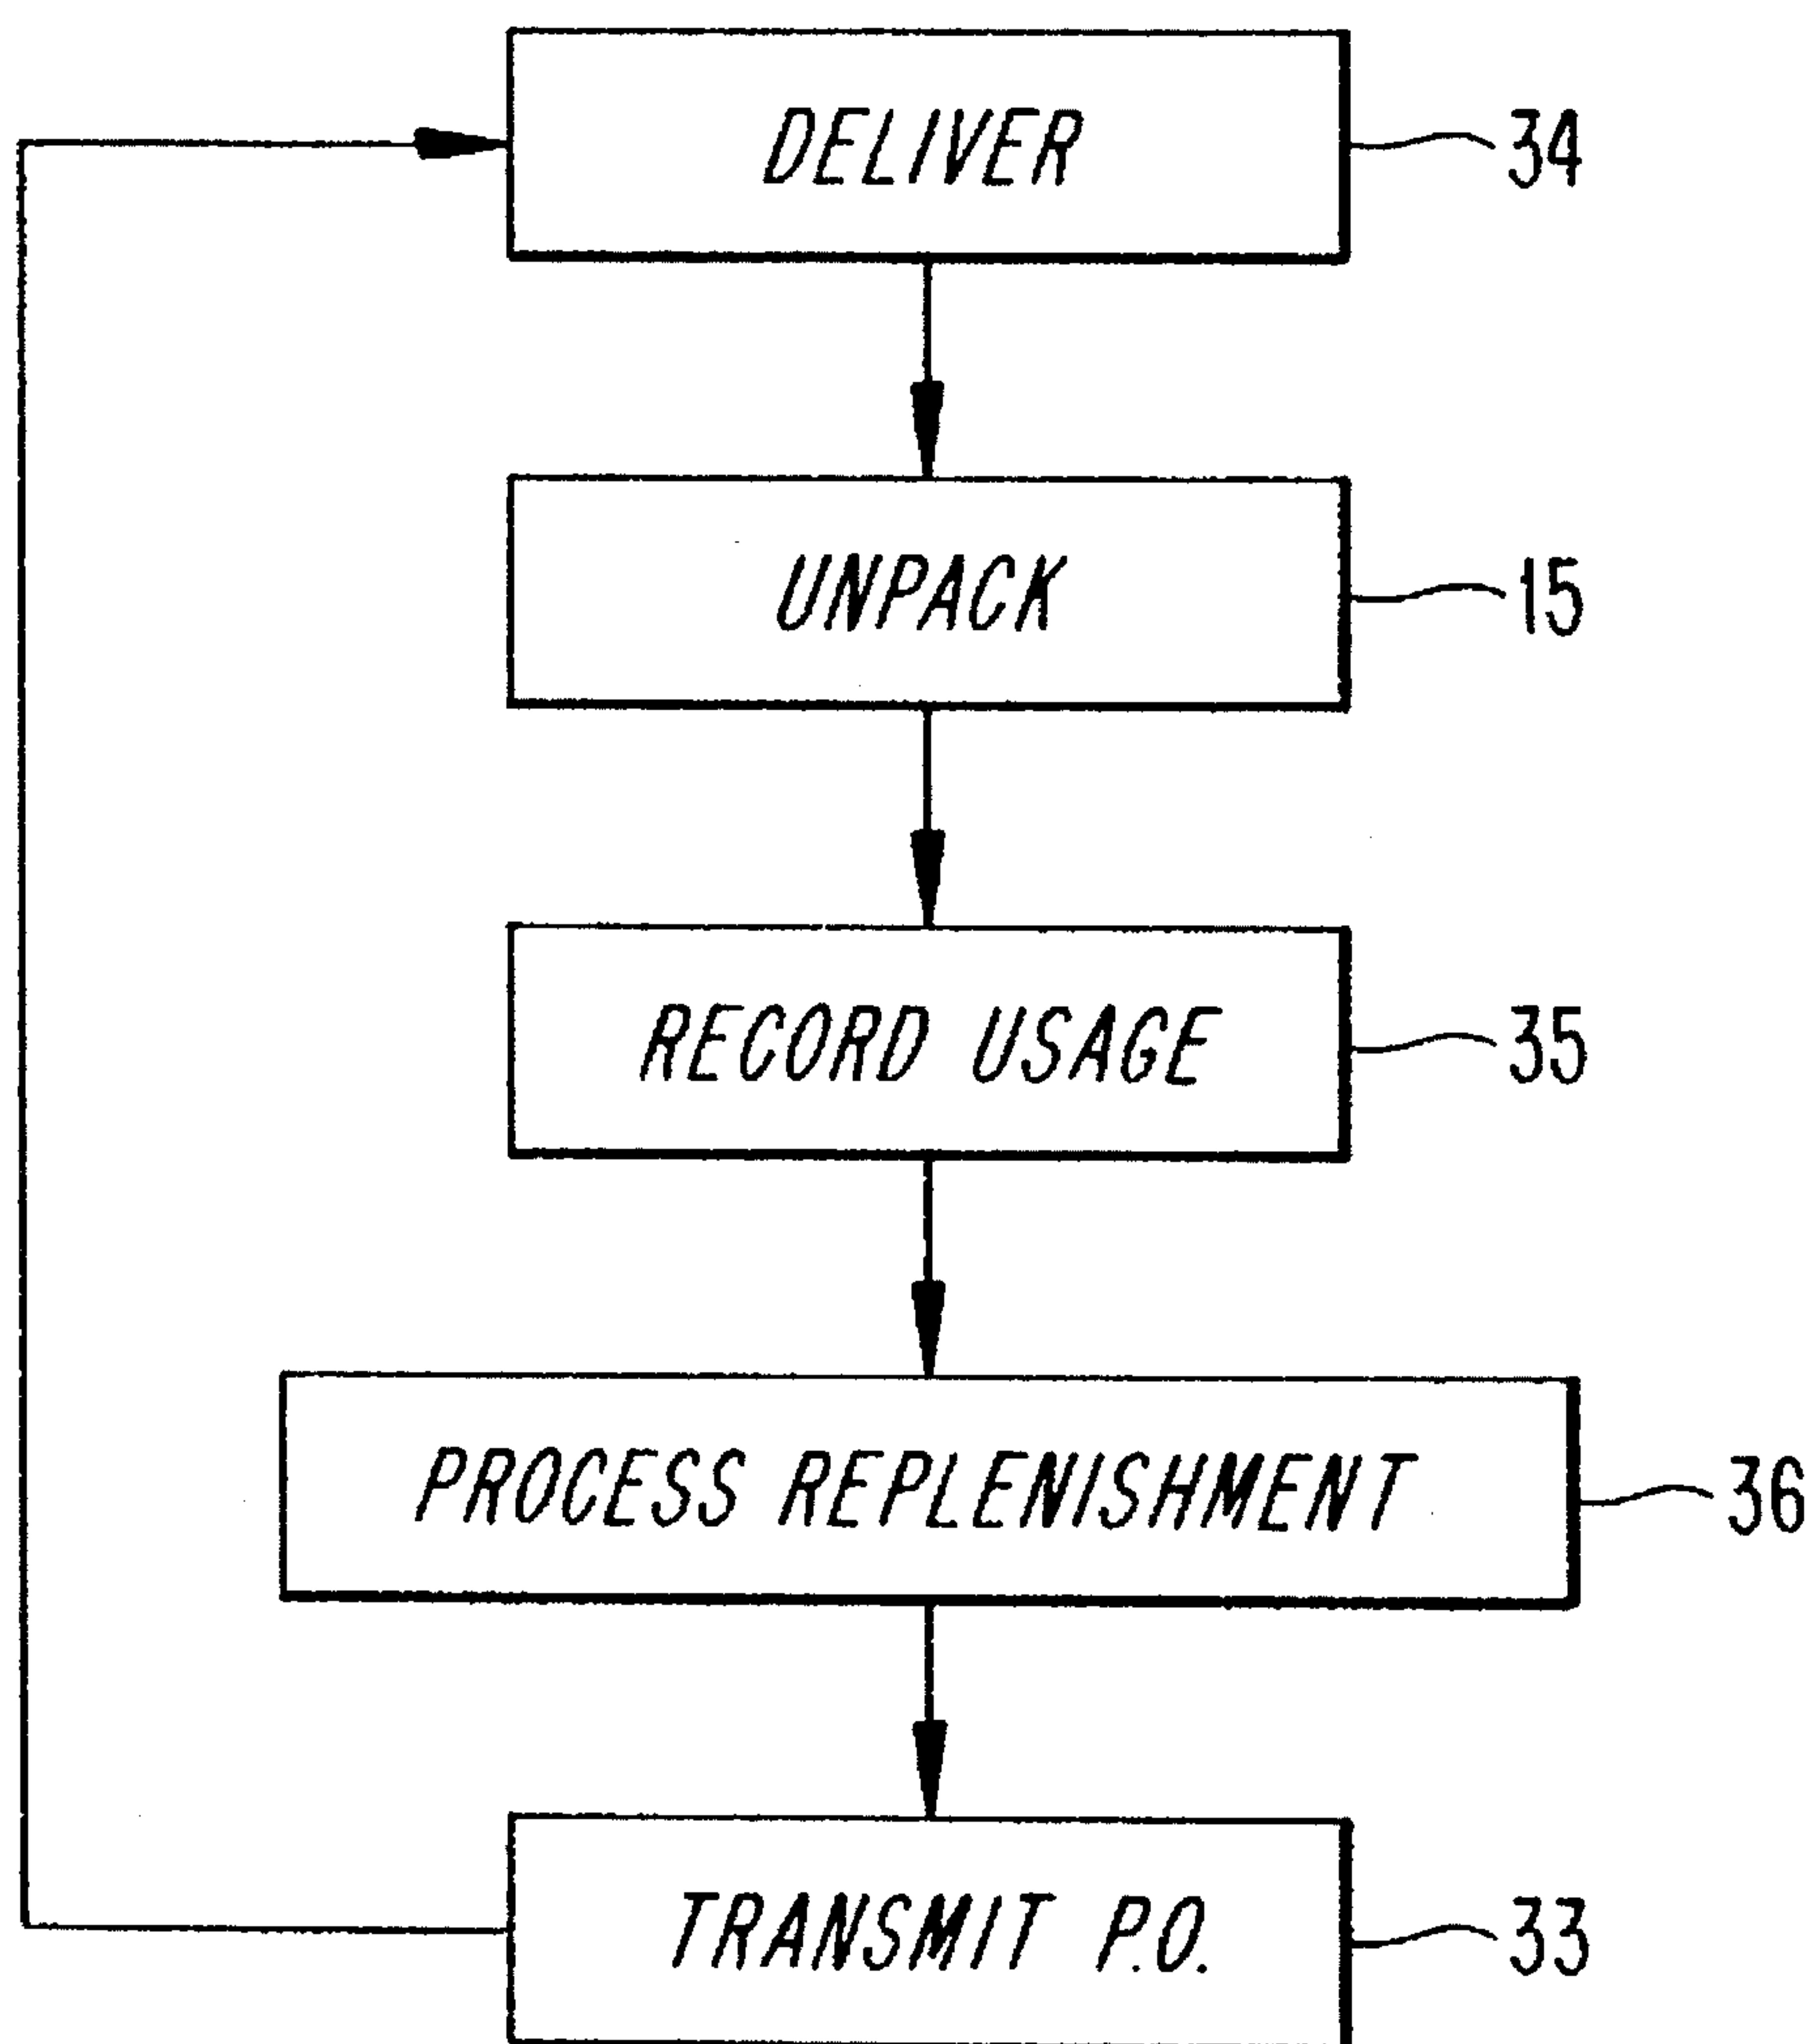 DELIVER 34
UNPACK 15
RECORD USAGE 35
PROCESS REPLENISHMENT 36
TRANSMIT P.O. 33